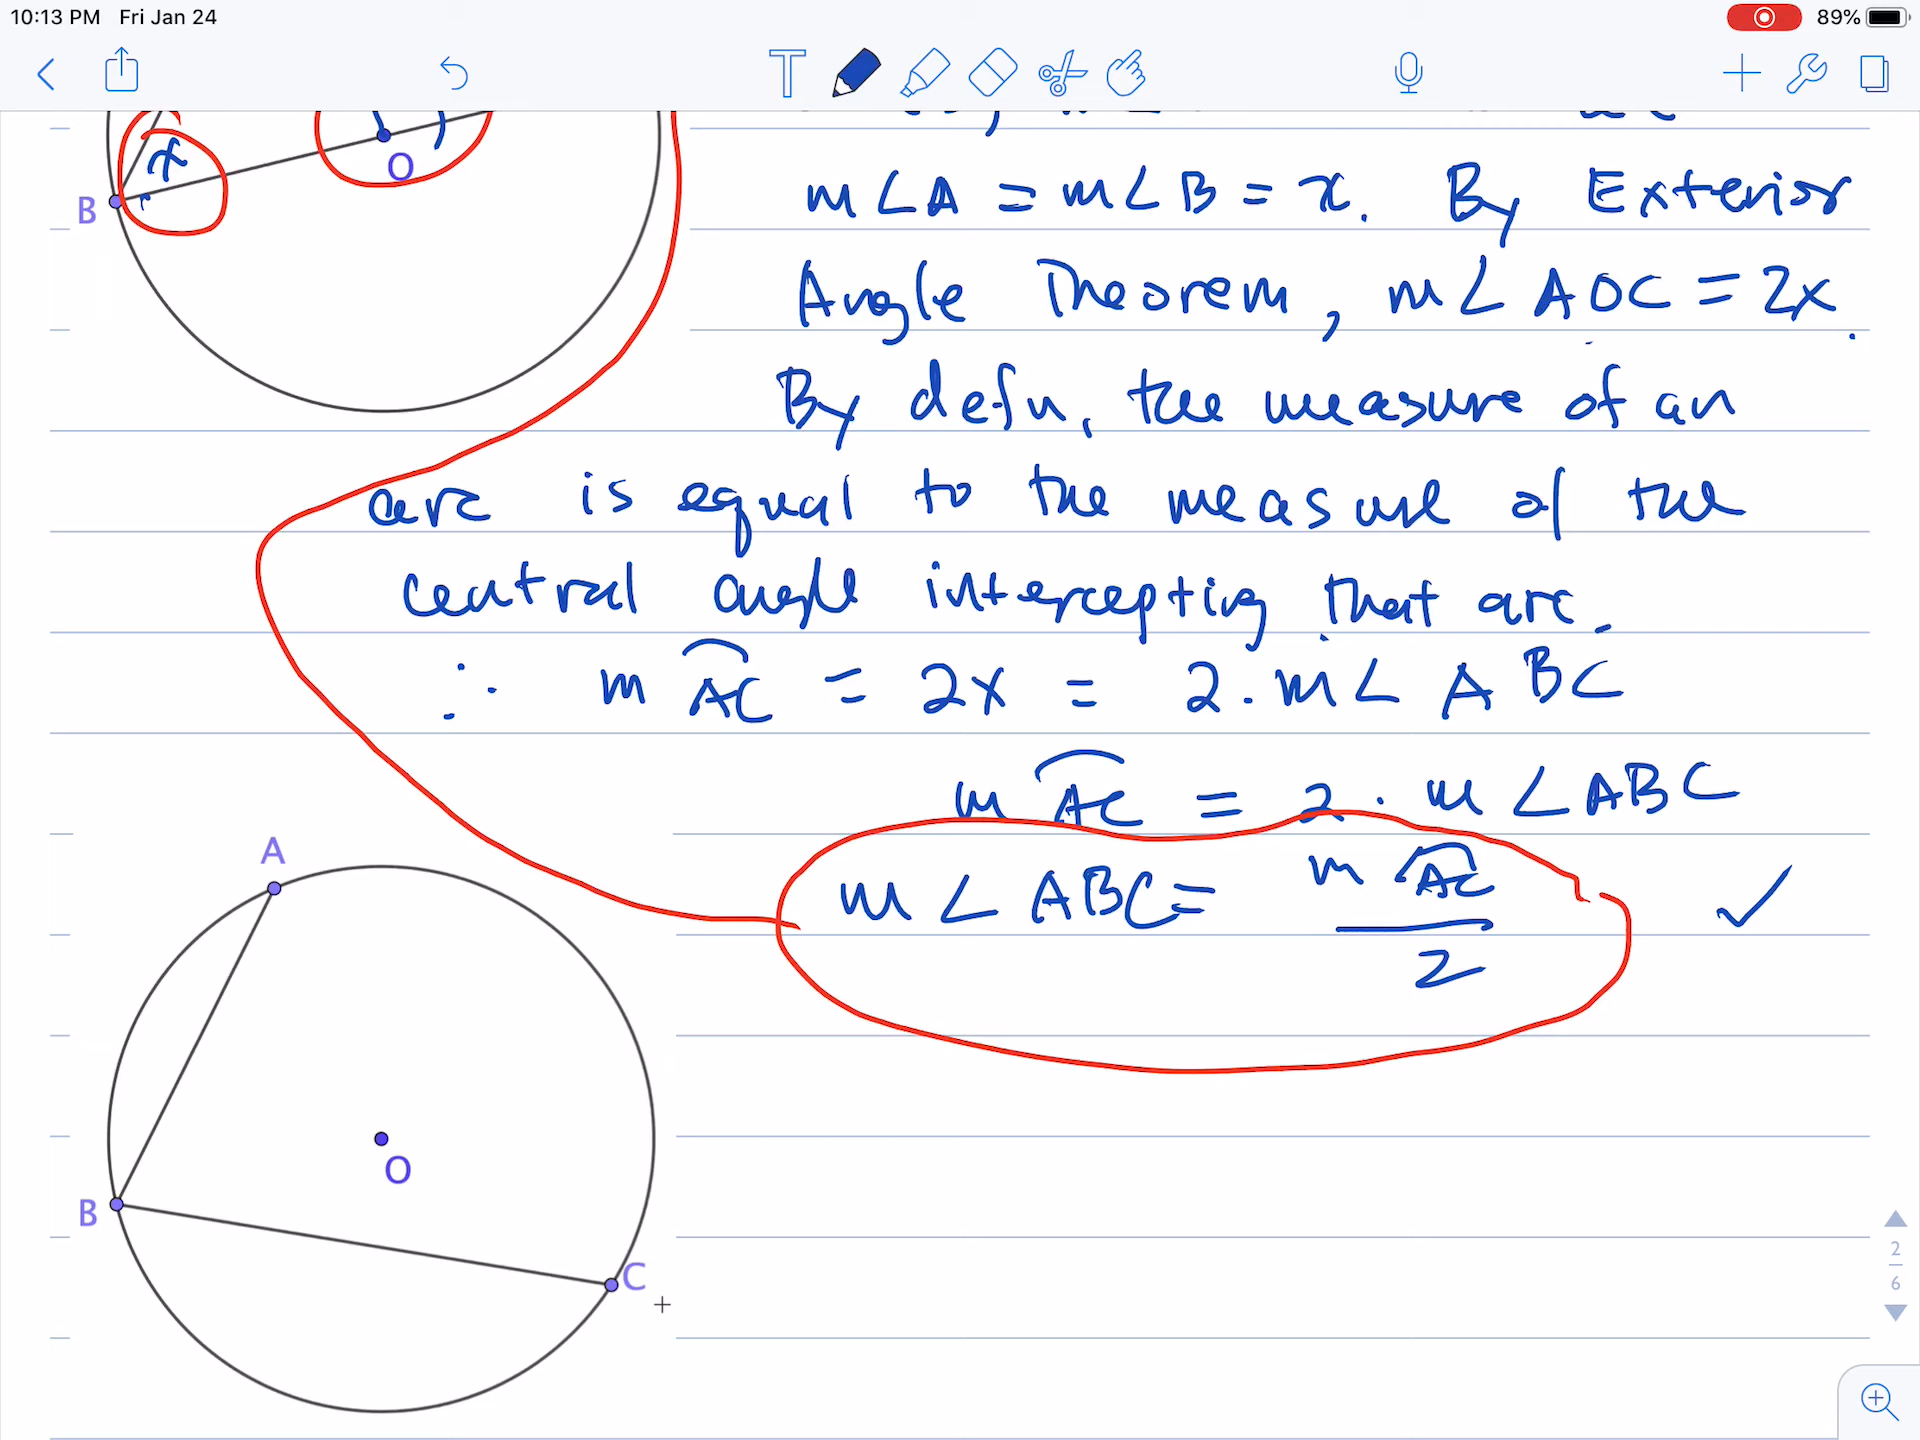 10:13 PM Fri Jan 24
89%
T
x
O
B
m∠A = m∠B = x. By Exterior
Angle Theorem, m∠AOC = 2x.
By defn, the measure of an
arc is equal to the measure of the
central angle intercepting that arc.
∴ m AC = 2x = 2·m∠ABC
m AC = 2·m∠ABC
m∠ABC = m AC / 2 ✓
A
O
B
C
2
6